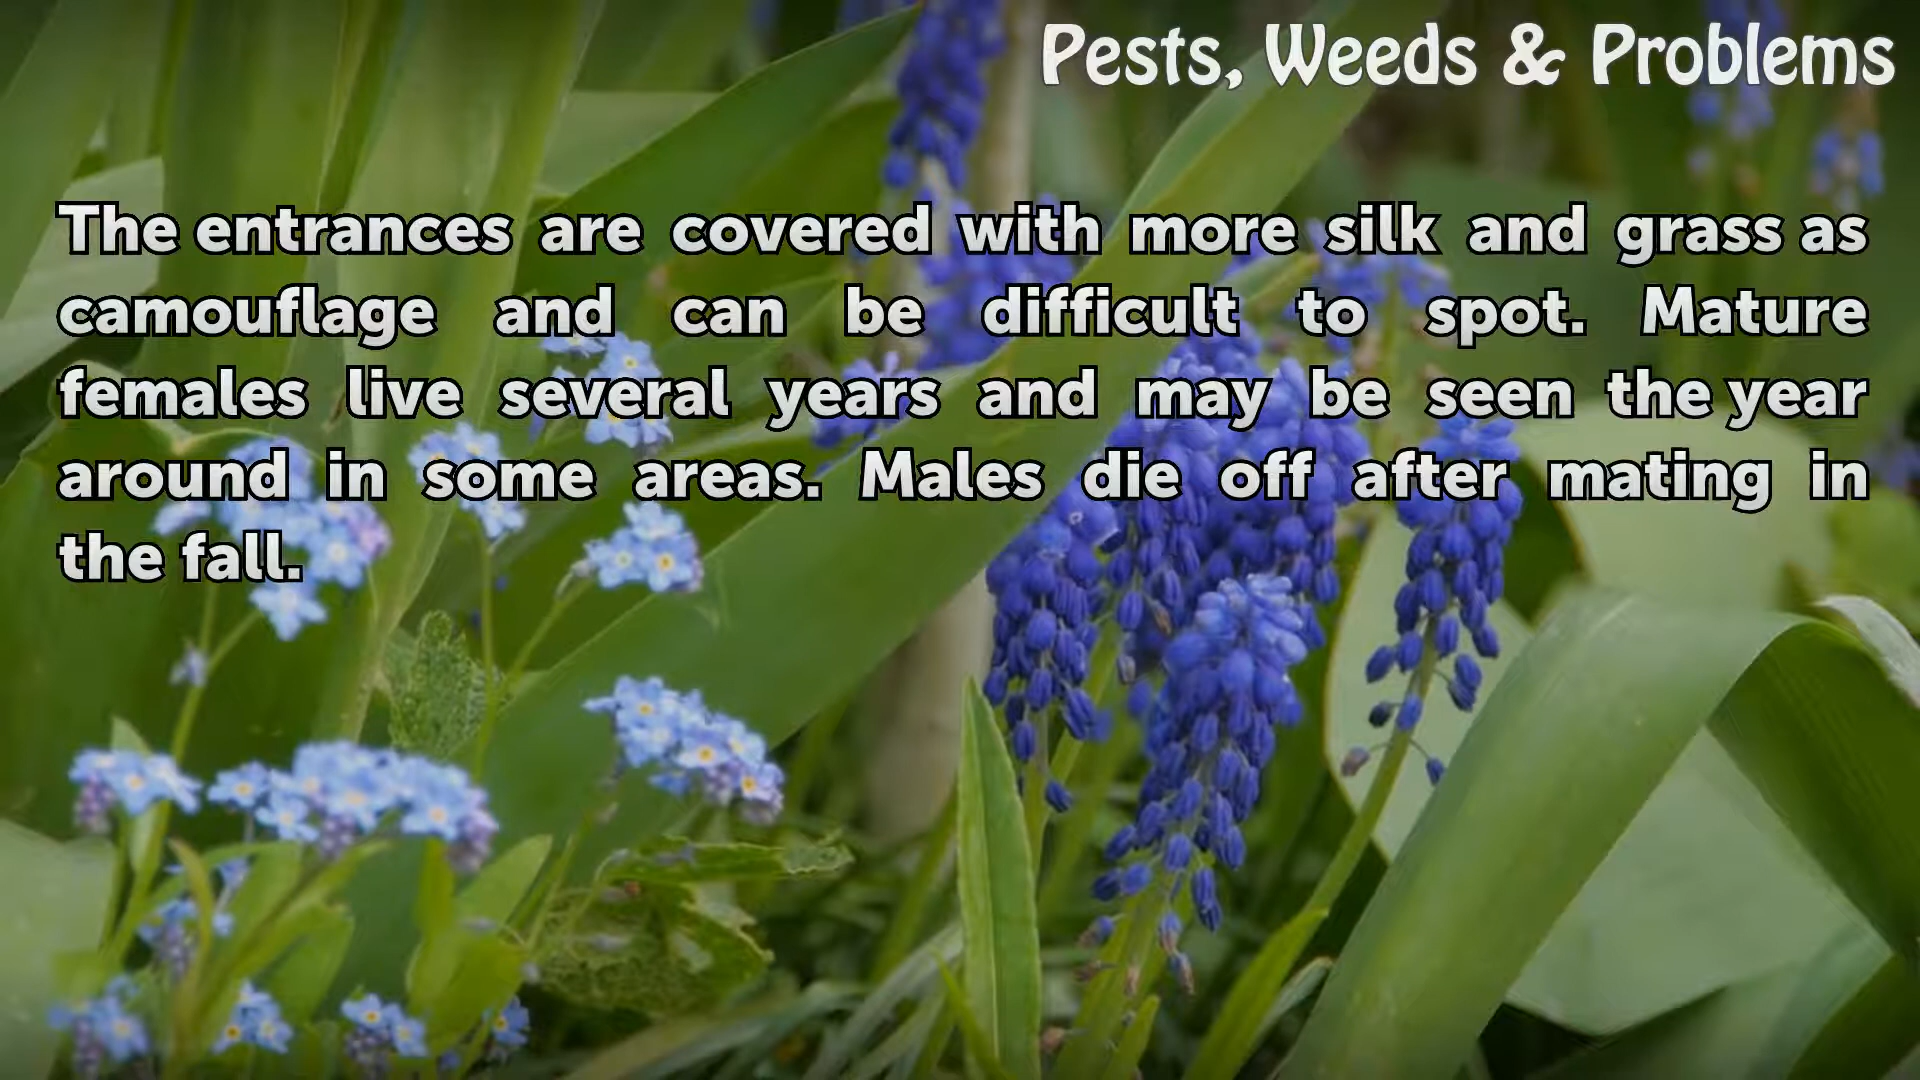 Pests, Weeds & Problems
The entrances are covered with more silk and grass as
camouflage and can be difficult to spot. Mature
females live several years and may be seen the year
around in some areas. Males die off after mating in
the fall.